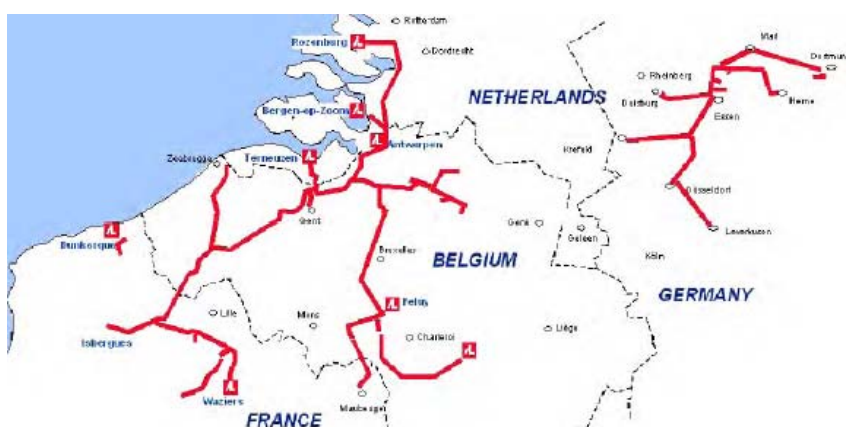 Rotterdam
Rozenburg
Dordrecht
Marl
Dortmun
Rheinberg
NETHERLANDS
Duisburg
Herne
Essen
Bergen-op-Zoom
Antwerpen
Krefeld
Zeebrugge
Terneuzen
Düsseldorf
Gent
Genk
Geleen
Leverkusen
Dunkerque
Bruxelles
BELGIUM
Köln
GERMANY
Feluy
Lille
Mons
Liège
Charleroi
Isbergues
Waziers
Maubeuge
FRANCE